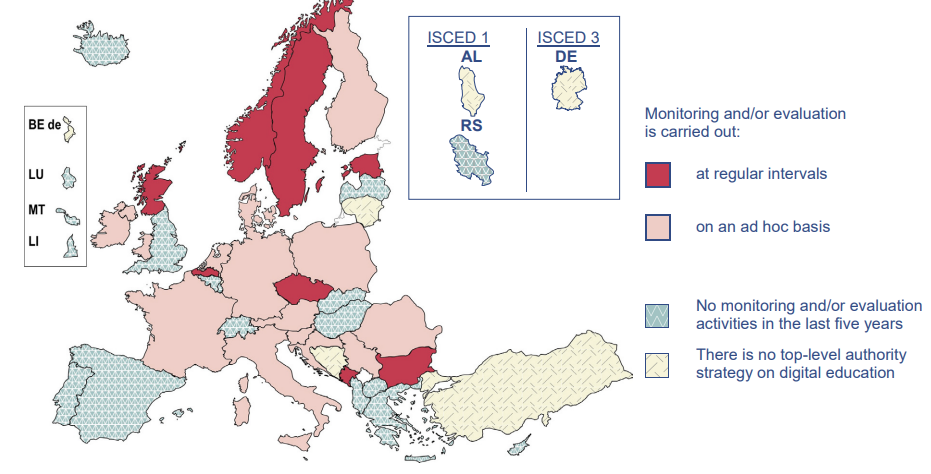 ISCED 1
AL
RS
ISCED 3
DE
BE de
LU
MT
LI
Monitoring and/or evaluation
is carried out:
at regular intervals
on an ad hoc basis
No monitoring and/or evaluation
activities in the last five years
There is no top-level authority
strategy on digital education